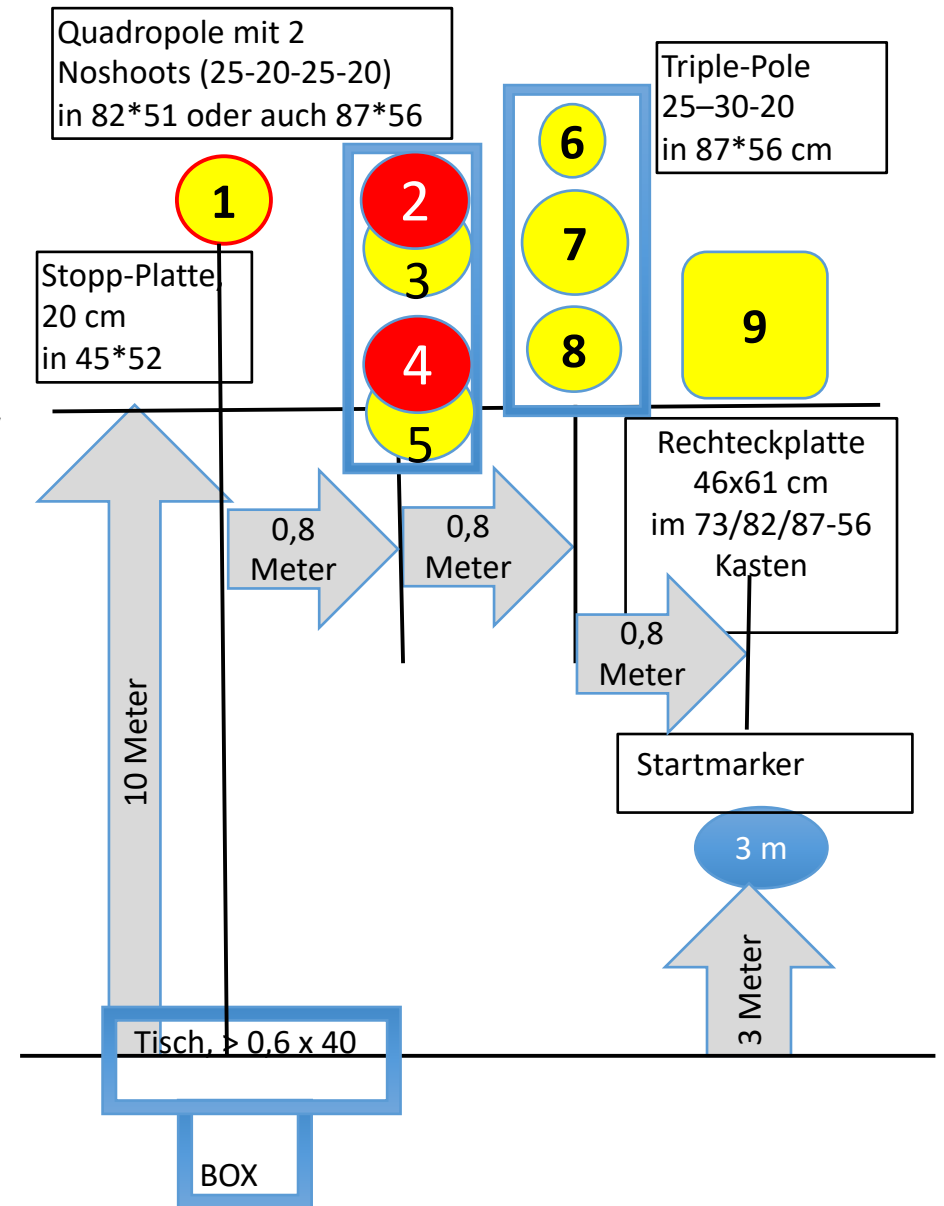 Quadropole mit 2
Noshoots (25-20-25-20)
in 82*51 oder auch 87*56
Triple-Pole
25–30-20
in 87*56 cm
1
2
3
4
5
6
7
8
9
Stopp-Platte,
20 cm
in 45*52
Rechteckplatte
46x61 cm
im 73/82/87-56
Kasten
0,8
Meter
0,8
Meter
0,8
Meter
10 Meter
Startmarker
3 m
3 Meter
Tisch, > 0,6 x 40
BOX